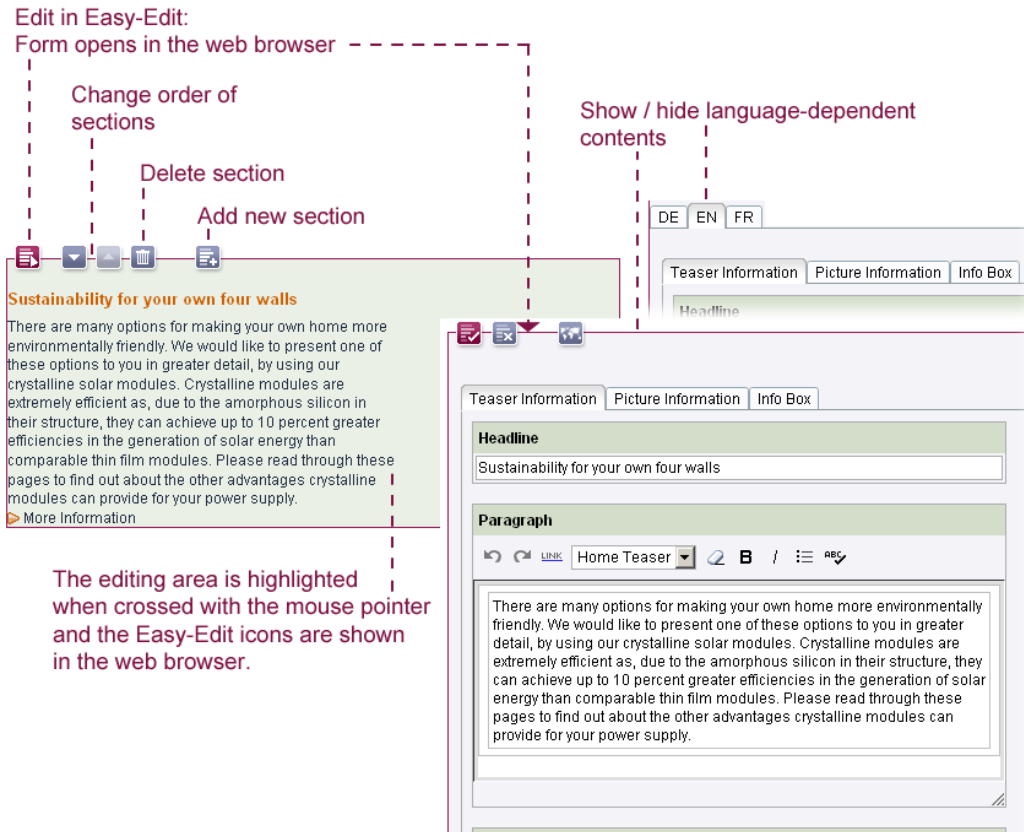 Edit in Easy-Edit:
Form opens in the web browser
Change order of
sections
Delete section
Add new section
Show / hide language-dependent
contents
DE EN FR
Teaser Information Picture Information Info Box
Headline
Sustainability for your own four walls
There are many options for making your own home more
environmentally friendly. We would like to present one of
these options to you in greater detail, by using our
crystalline solar modules. Crystalline modules are
extremely efficient as, due to the amorphous silicon in
their structure, they can achieve up to 10 percent greater
efficiencies in the generation of solar energy than
comparable thin film modules. Please read through these
pages to find out about the other advantages crystalline
modules can provide for your power supply.
More Information
The editing area is highlighted
when crossed with the mouse pointer
and the Easy-Edit icons are shown
in the web browser.
Teaser Information Picture Information Info Box
Headline
Sustainability for your own four walls
Paragraph
LINK Home Teaser B I ABC
There are many options for making your own home more environmentally
friendly. We would like to present one of these options to you in greater
detail, by using our crystalline solar modules. Crystalline modules are
extremely efficient as, due to the amorphous silicon in their structure, they
can achieve up to 10 percent greater efficiencies in the generation of solar
energy than comparable thin film modules. Please read through these
pages to find out about the other advantages crystalline modules can
provide for your power supply.